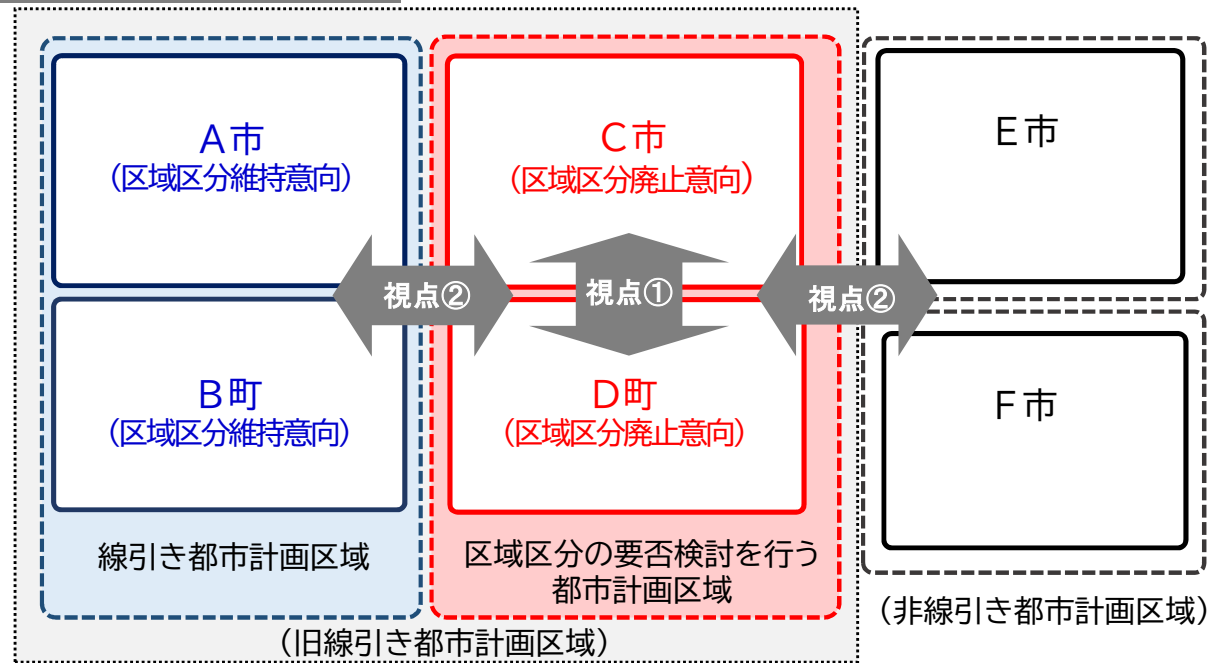 A市
(区域区分維持意向)
C市
(区域区分廃止意向)
E市
視点②
視点①
視点②
B町
(区域区分維持意向)
D町
(区域区分廃止意向)
F市
線引き都市計画区域
区域区分の要否検討を行う
都市計画区域
(非線引き都市計画区域)
(旧線引き都市計画区域)